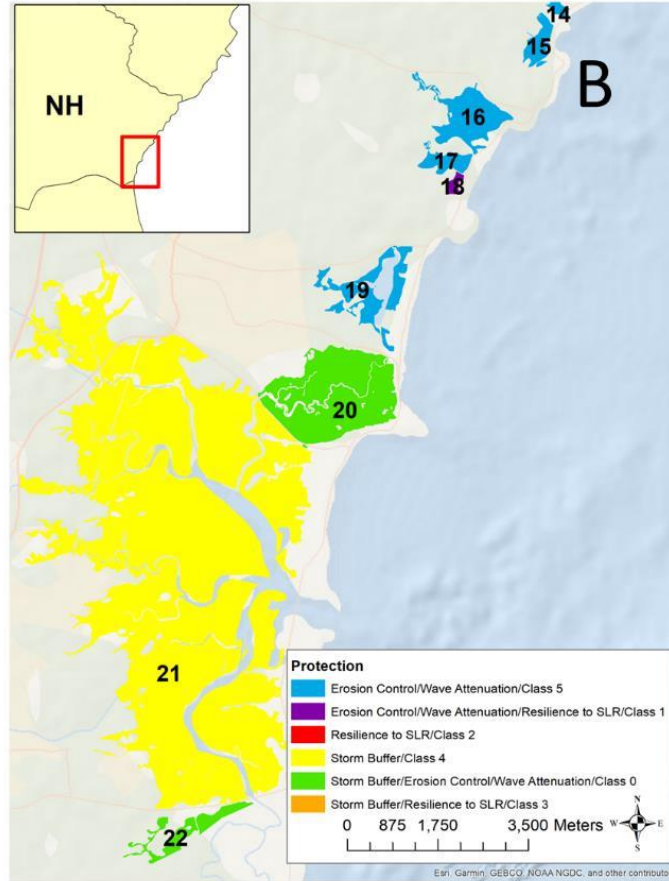 14
15
B
NH
16
17
18
19
20
21
22
Protection
Erosion Control/Wave Attenuation/Class 5
Erosion Control/Wave Attenuation/Resilience to SLR/Class 1
Resilience to SLR/Class 2
Storm Buffer/Class 4
Storm Buffer/Erosion Control/Wave Attenuation/Class 0
Storm Buffer/Resilience to SLR/Class 3
N
W E
S
0 875 1,750 3,500 Meters
Esri, Garmin, GEBCO, NOAA NGDC, and other contributo